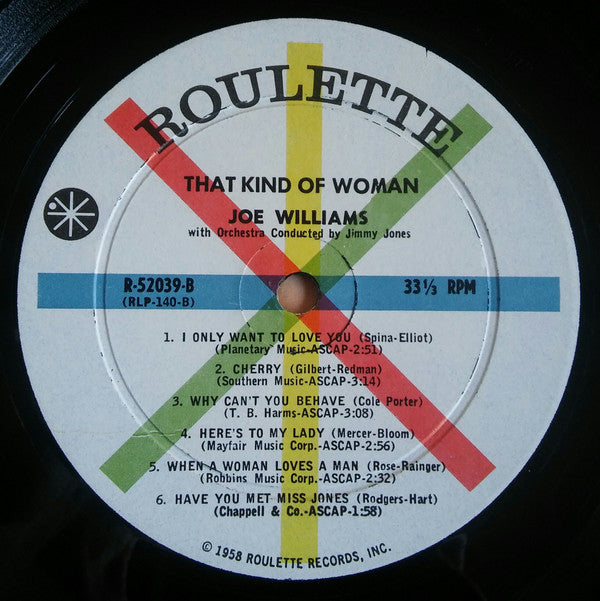 ROULETTE
THAT KIND OF WOMAN
JOE WILLIAMS
with Orchestra Conducted by Jimmy Jones
R-52039-B
(RLP-140-B)
33⅓ RPM
1. I ONLY WANT TO LOVE YOU (Spina-Elliot)
(Planetary Music-ASCAP-2:51)
2. CHERRY (Gilbert-Redman)
(Southern Music-ASCAP-3:14)
3. WHY CAN'T YOU BEHAVE (Cole Porter)
(T. B. Harms-ASCAP-3:08)
4. HERE'S TO MY LADY (Mercer-Bloom)
(Mayfair Music Corp.-ASCAP-2:56)
5. WHEN A WOMAN LOVES A MAN (Rose-Rainger)
(Robbins Music Corp.-ASCAP-2:32)
6. HAVE YOU MET MISS JONES (Rodgers-Hart)
(Chappell & Co.-ASCAP-1:58)
© 1958 ROULETTE RECORDS, INC.